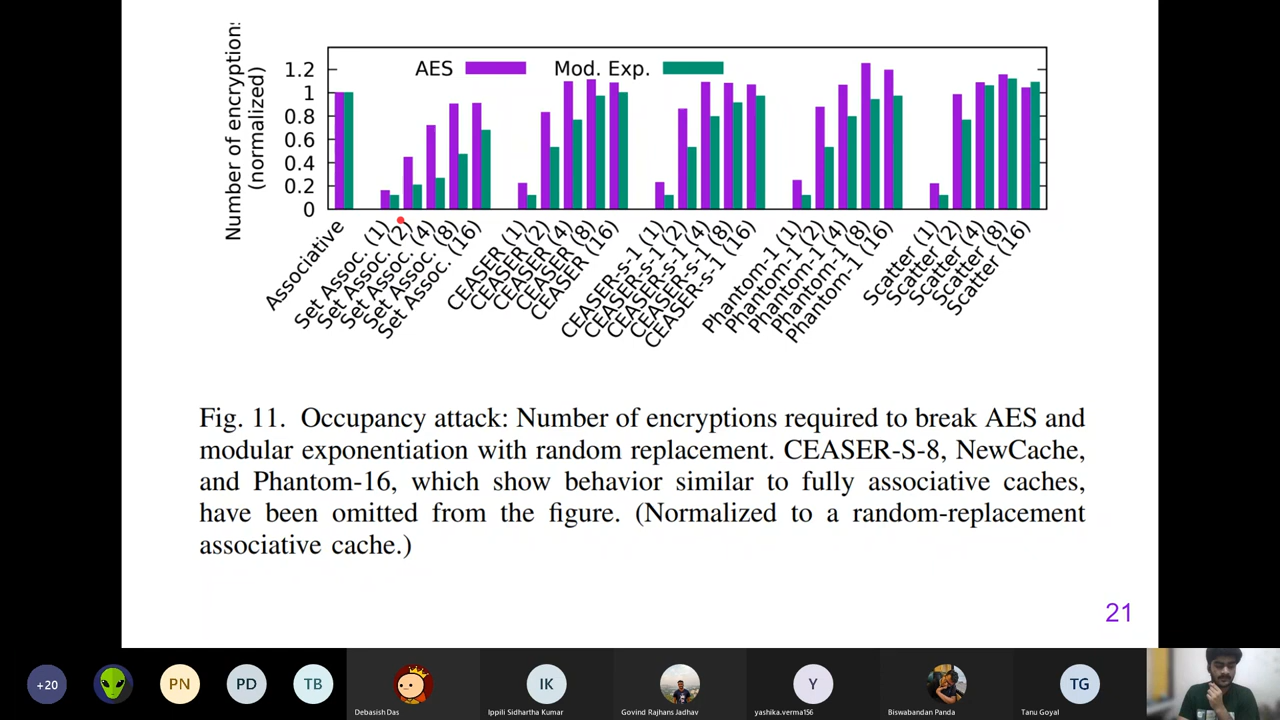 Number of encryption
(normalized)
1.2
1
0.8
0.6
0.4
0.2
0
AES
Mod. Exp.
Associative
Set Assoc. (1)
Set Assoc. (2)
Set Assoc. (4)
Set Assoc. (8)
Set Assoc. (16)
CEASER (1)
CEASER (2)
CEASER (4)
CEASER (8)
CEASER (16)
CEASER-s-1 (1)
CEASER-s-1 (2)
CEASER-s-1 (4)
CEASER-s-1 (8)
CEASER-s-1 (16)
Phantom-1 (1)
Phantom-1 (2)
Phantom-1 (4)
Phantom-1 (8)
Phantom-1 (16)
Scatter (1)
Scatter (2)
Scatter (4)
Scatter (8)
Scatter (16)
Fig. 11. Occupancy attack: Number of encryptions required to break AES and
modular exponentiation with random replacement. CEASER-S-8, NewCache,
and Phantom-16, which show behavior similar to fully associative caches,
have been omitted from the figure. (Normalized to a random-replacement
associative cache.)
21
+20
PN
PD
TB
IK
Y
TG
Debasish Das
Ippili Sidhartha Kumar
Govind Rajhans Jadhav
yashika.verma156
Biswabandan Panda
Tanu Goyal